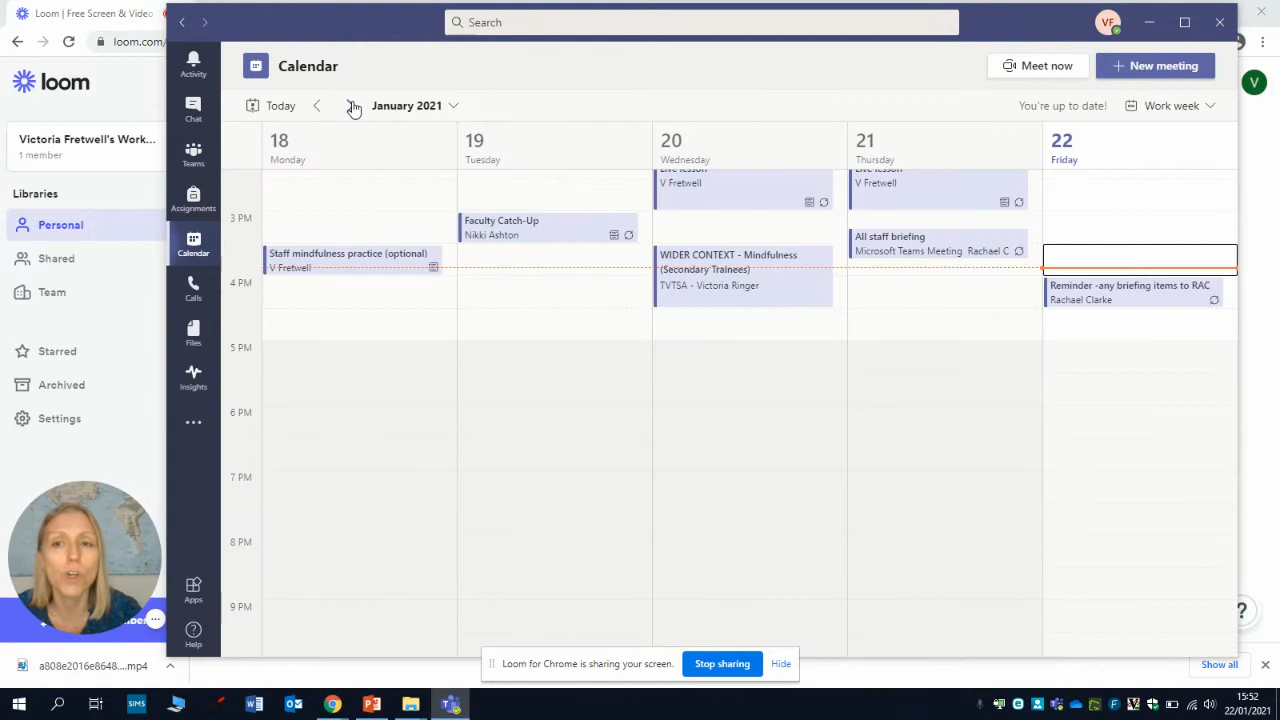 Loom | Free Screen & Video
loom.com/
loom
Victoria Fretwell's Work...
1 member
Libraries
Personal
Shared
Team
Starred
Archived
Settings
a808e2016e8648....mp4
Search
VF
V
Activity
Chat
Teams
Assignments
Calendar
Calls
Files
Insights
Apps
Help
Calendar
Meet now
New meeting
Today
January 2021
You're up to date!
Work week
18
Monday
19
Tuesday
20
Wednesday
21
Thursday
22
Friday
3 PM
4 PM
5 PM
6 PM
7 PM
8 PM
9 PM
Staff mindfulness practice (optional)
V Fretwell
Faculty Catch-Up
Nikki Ashton
Live lesson
V Fretwell
WIDER CONTEXT - Mindfulness
(Secondary Trainees)
TVTSA - Victoria Ringer
Live lesson
V Fretwell
All staff briefing
Microsoft Teams Meeting Rachael C
Reminder -any briefing items to RAC
Rachael Clarke
Loom for Chrome is sharing your screen.
Stop sharing
Hide
Show all
SIMS
15:52
22/01/2021